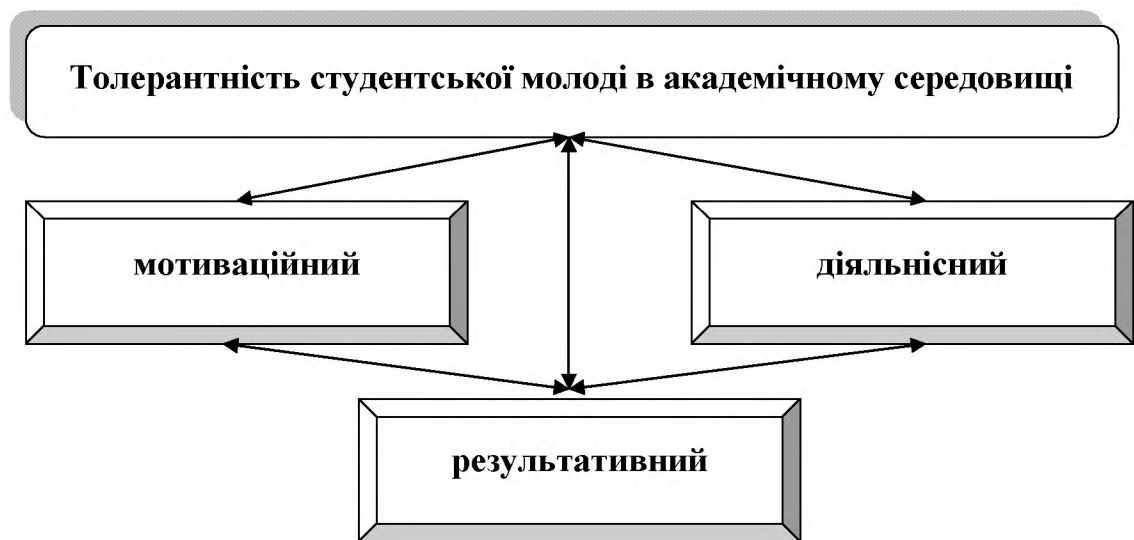 Толерантність студентської молоді в академічному середовищі
мотиваційний
діяльнісний
результативний